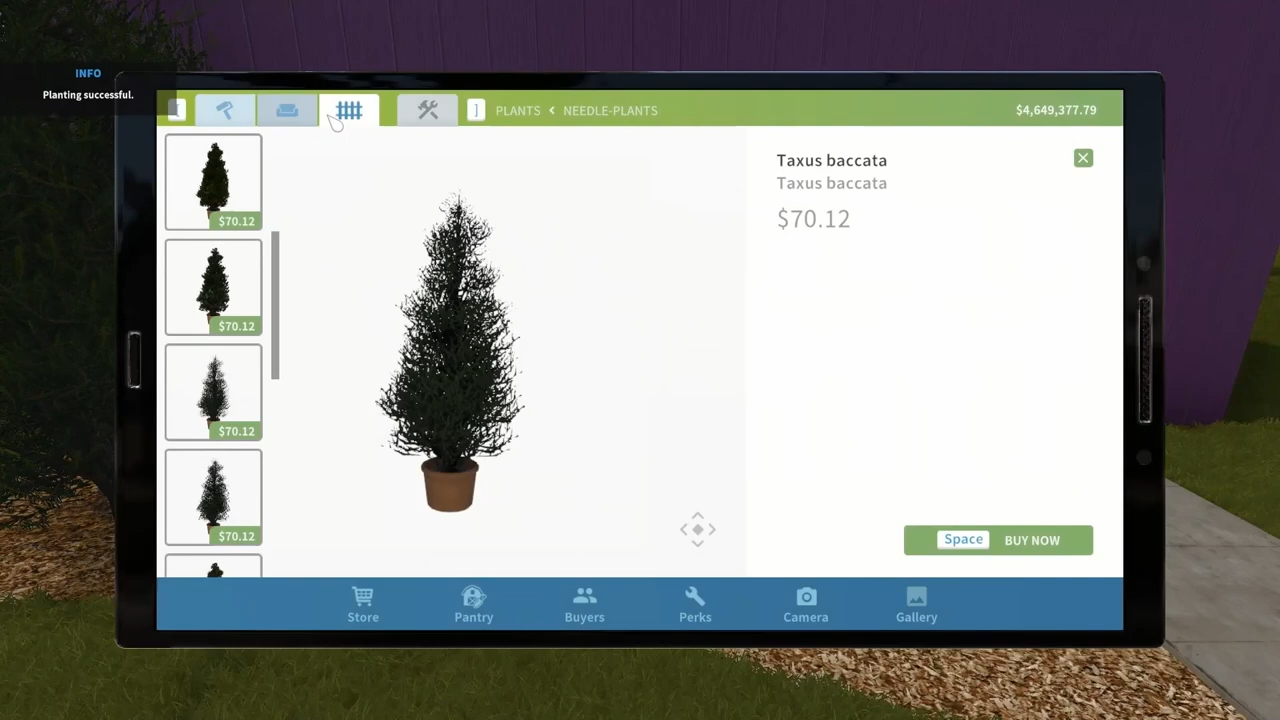 INFO
Planting successful.
[
]
PLANTS < NEEDLE-PLANTS
$4,649,377.79
$70.12
$70.12
$70.12
$70.12
Taxus baccata
Taxus baccata
$70.12
Space BUY NOW
Store
Pantry
Buyers
Perks
Camera
Gallery